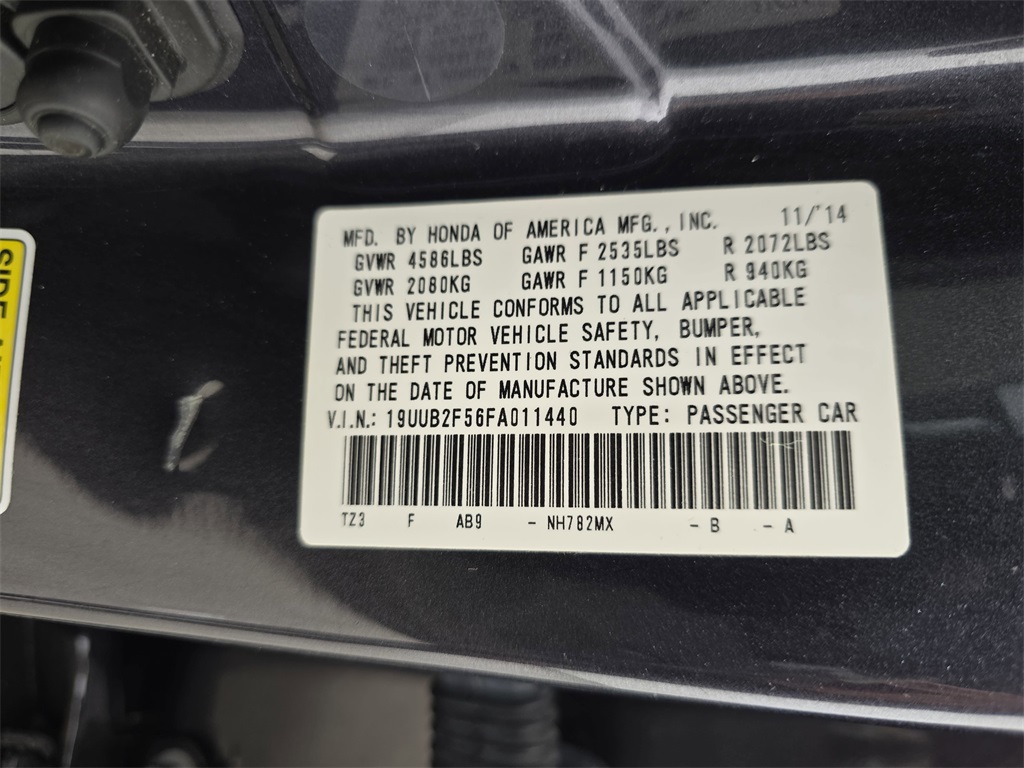 MFD. BY HONDA OF AMERICA MFG., INC. 11/'14
GVWR 4586LBS GAWR F 2535LBS R 2072LBS
GVWR 2080KG GAWR F 1150KG R 940KG
THIS VEHICLE CONFORMS TO ALL APPLICABLE
FEDERAL MOTOR VEHICLE SAFETY, BUMPER,
AND THEFT PREVENTION STANDARDS IN EFFECT
ON THE DATE OF MANUFACTURE SHOWN ABOVE.
V.I.N.: 19UUB2F56FA011440 TYPE: PASSENGER CAR
TZ3 F AB9 - NH782MX - B - A
SIDE